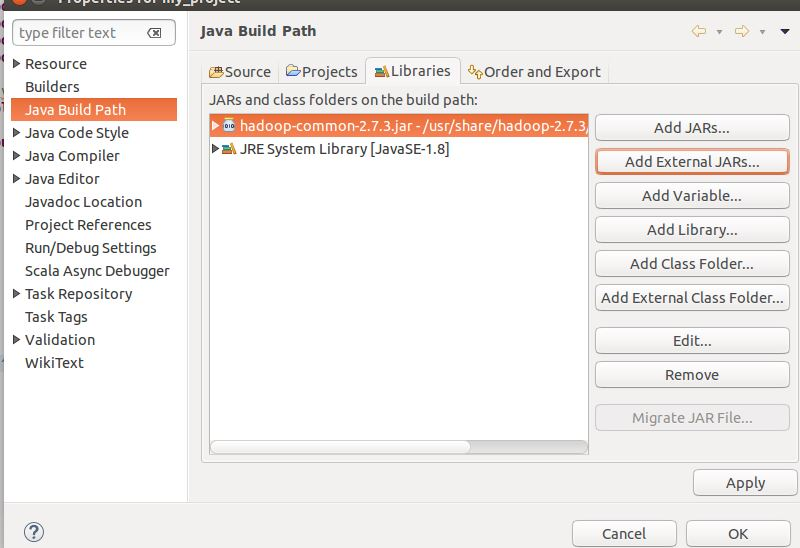 Properties for my_project
type filter text
Resource
Builders
Java Build Path
Java Code Style
Java Compiler
Java Editor
Javadoc Location
Project References
Run/Debug Settings
Scala Async Debugger
Task Repository
Task Tags
Validation
WikiText
Java Build Path
Source Projects Libraries Order and Export
JARs and class folders on the build path:
hadoop-common-2.7.3.jar - /usr/share/hadoop-2.7.3/
JRE System Library [JavaSE-1.8]
Add JARs...
Add External JARs...
Add Variable...
Add Library...
Add Class Folder...
Add External Class Folder...
Edit...
Remove
Migrate JAR File...
Apply
?
Cancel OK